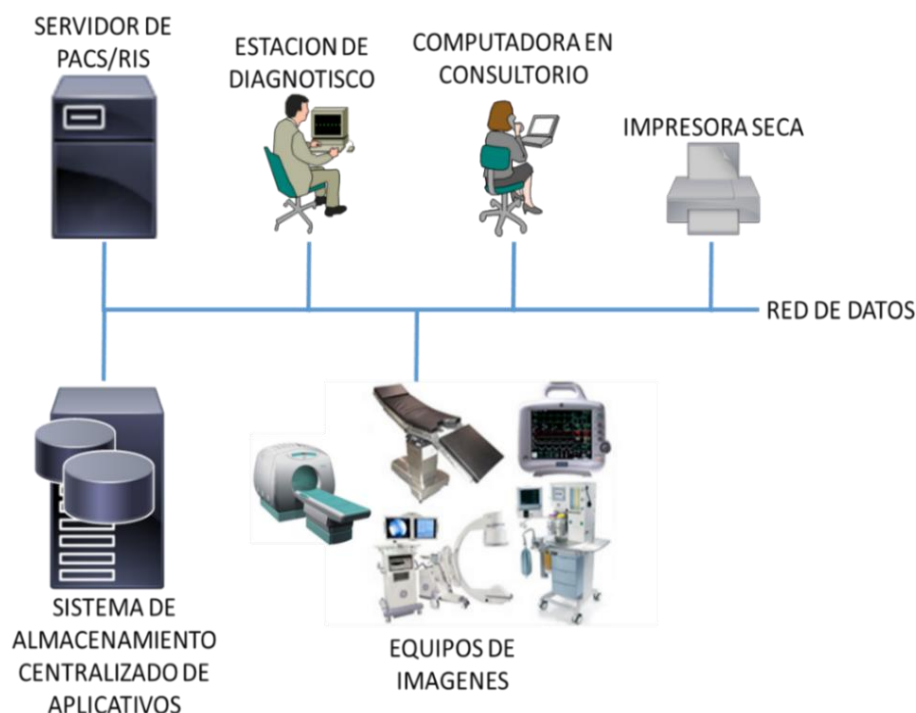 SERVIDOR DE
PACS/RIS
ESTACION DE
DIAGNOTISCO
COMPUTADORA EN
CONSULTORIO
IMPRESORA SECA
RED DE DATOS
SISTEMA DE
ALMACENAMIENTO
CENTRALIZADO DE
APLICATIVOS
EQUIPOS DE
IMAGENES